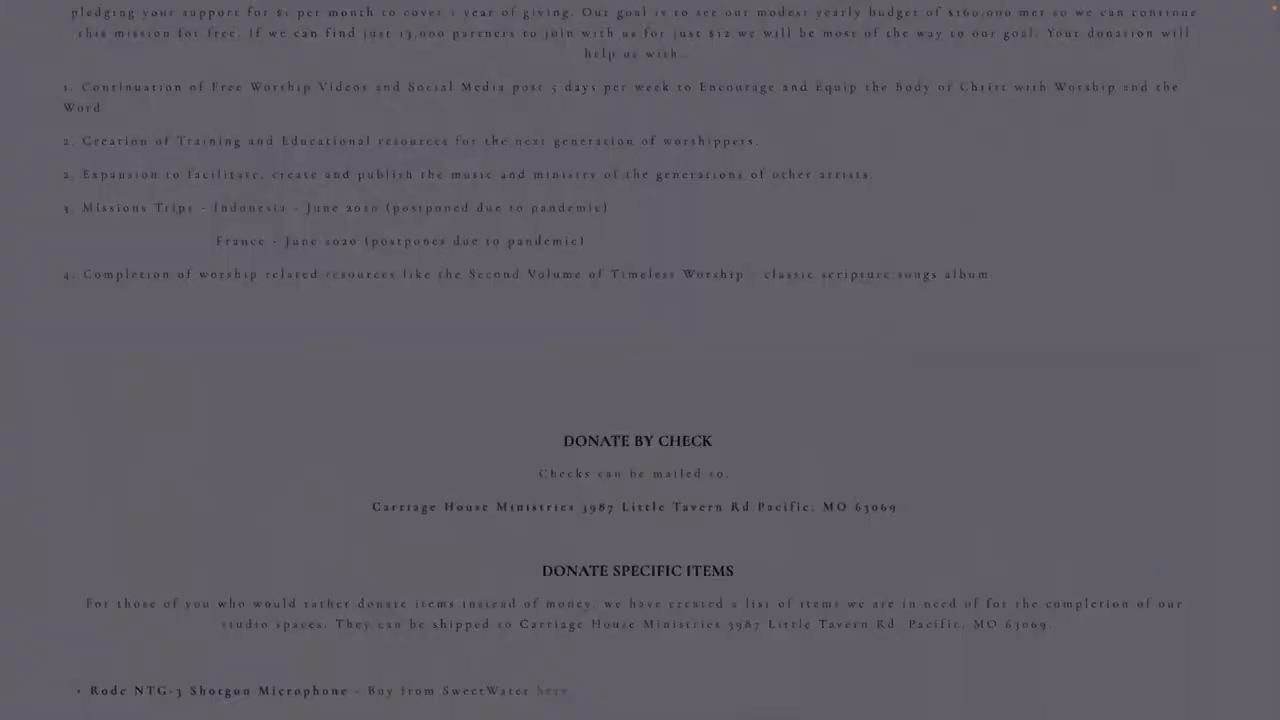 pledging your support for $1 per month to cover 1 year of giving. Our goal is to see our modest yearly budget of $160,000 met so we can continue
this mission for free. If we can find just 13,000 partners to join with us for just $12 we will be most of the way to our goal. Your donation will
help us with...
1. Continuation of Free Worship Videos and Social Media post 5 days per week to Encourage and Equip the Body of Christ with Worship and the
Word
2. Creation of Training and Educational resources for the next generation of worshippers.
2. Expansion to facilitate, create and publish the music and ministry of the generations of other artists.
3. Missions Trips - Indonesia - June 2020 (postponed due to pandemic)
France - June 2020 (postpones due to pandemic)
4. Completion of worship related resources like the Second Volume of Timeless Worship - classic scripture songs album.
DONATE BY CHECK
Checks can be mailed to:
Carriage House Ministries 3987 Little Tavern Rd Pacific, MO 63069
DONATE SPECIFIC ITEMS
For those of you who would rather donate items instead of money, we have created a list of items we are in need of for the completion of our
studio spaces. They can be shipped to Carriage House Ministries 3987 Little Tavern Rd. Pacific, MO 63069.
• Rode NTG-3 Shotgun Microphone - Buy from SweetWater here